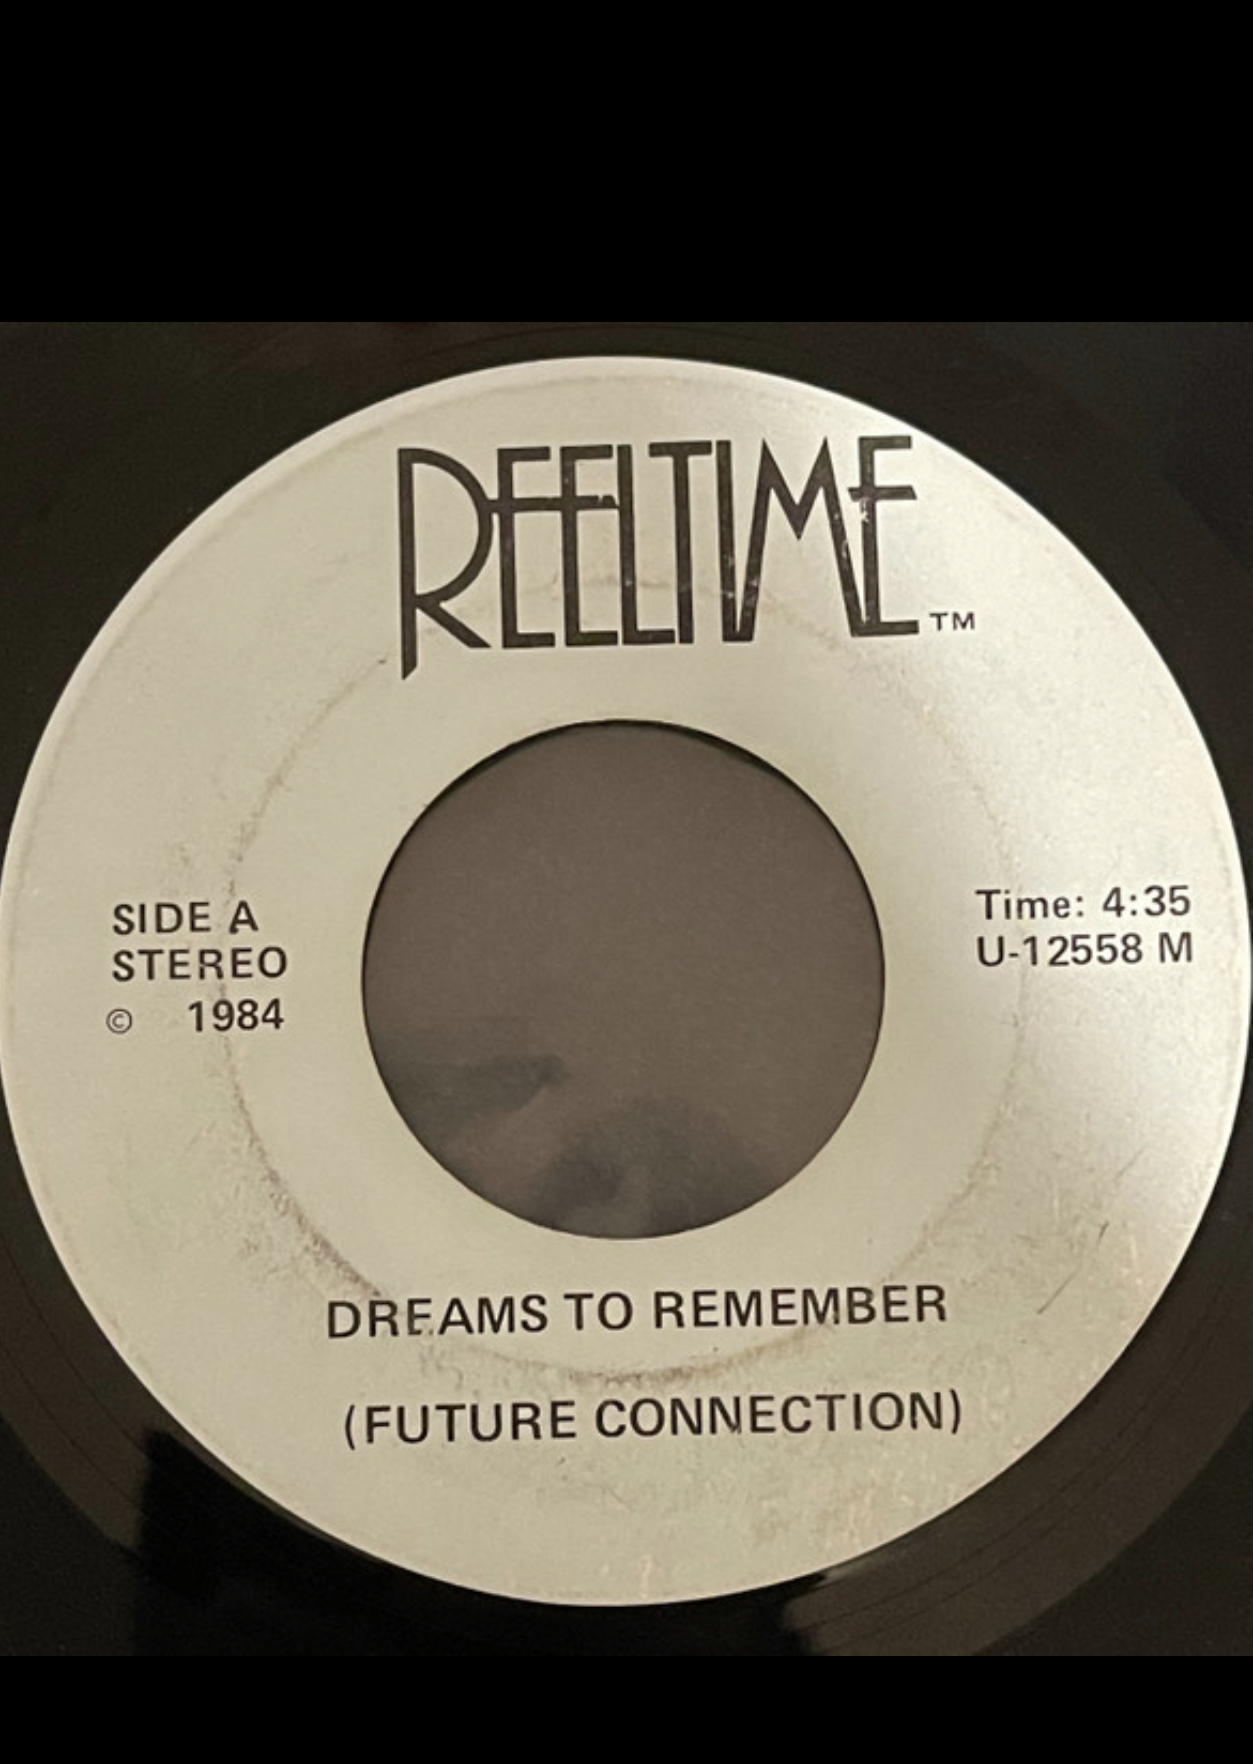 REELTIME TM
SIDE A
STEREO
© 1984
Time: 4:35
U-12558 M
DREAMS TO REMEMBER
(FUTURE CONNECTION)